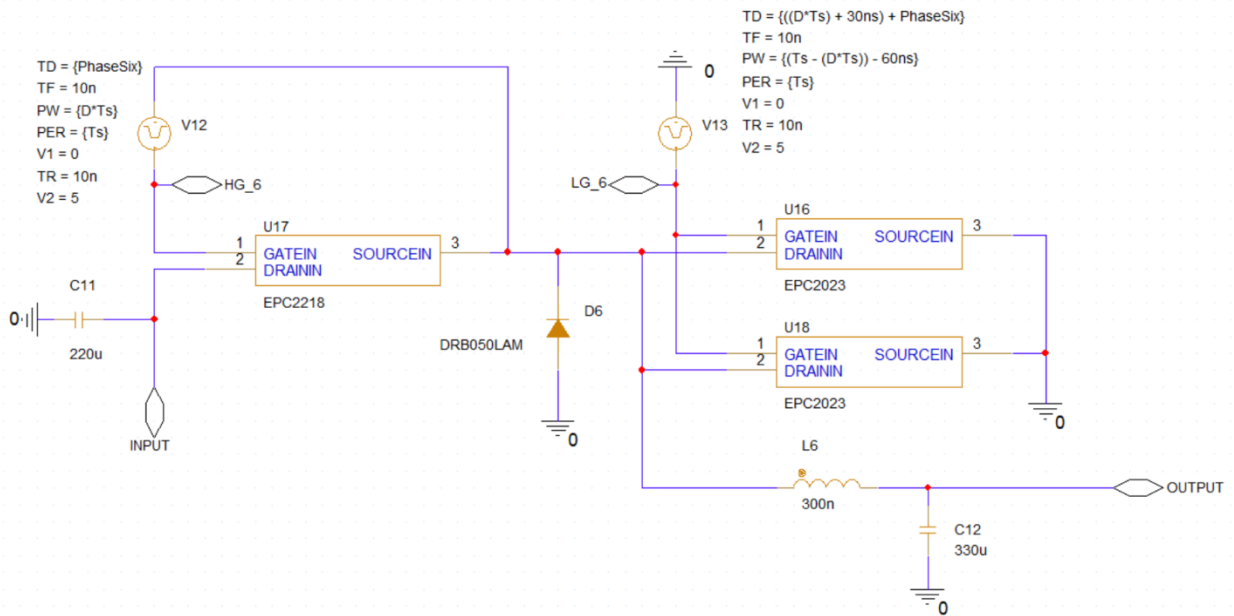 TD = {((D*Ts) + 30ns) + PhaseSix}
TF = 10n
PW = {(Ts - (D*Ts)) - 60ns}
PER = {Ts}
V1 = 0
TR = 10n
V2 = 5
0
V13
TD = {PhaseSix}
TF = 10n
PW = {D*Ts}
PER = {Ts}
V1 = 0
TR = 10n
V2 = 5
V12
HG_6
LG_6
U17
1
GATEIN
SOURCEIN
3
2
DRAININ
EPC2218
U16
1
GATEIN
SOURCEIN
3
2
DRAININ
EPC2023
C11
0
220u
INPUT
D6
DRB050LAM
0
U18
1
GATEIN
SOURCEIN
3
2
DRAININ
EPC2023
0
L6
300n
OUTPUT
C12
330u
0